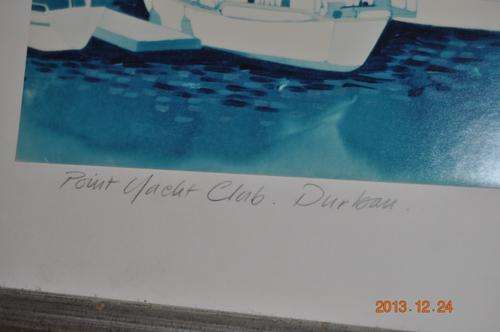 Point Yacht Club. Durban.
2013.12.24